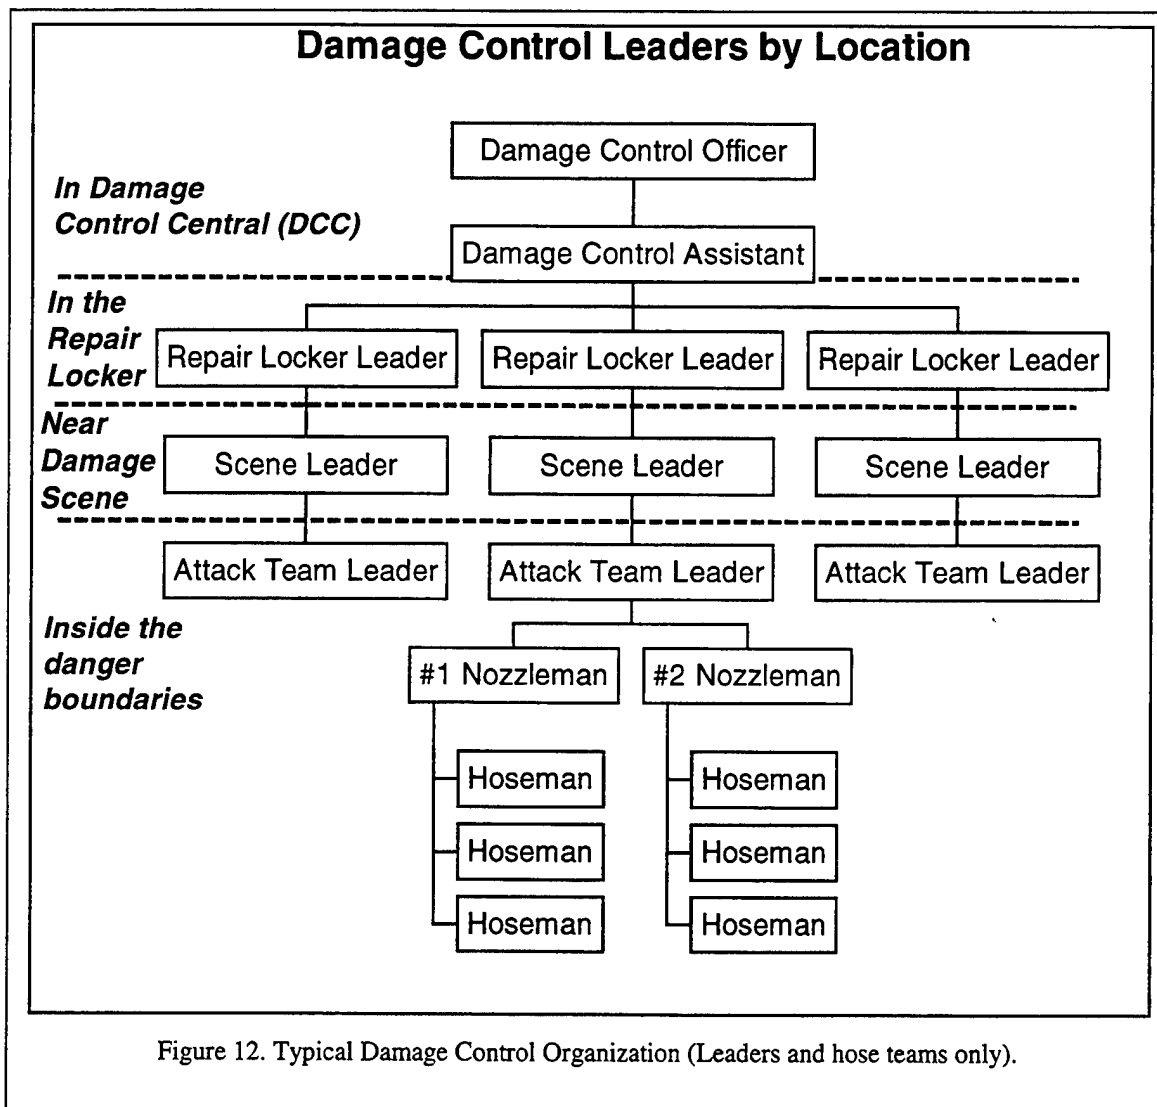 Damage Control Leaders by Location
Damage Control Officer
In Damage
Control Central (DCC)
Damage Control Assistant
In the
Repair
Locker
Repair Locker Leader
Repair Locker Leader
Repair Locker Leader
Near
Damage
Scene
Scene Leader
Scene Leader
Scene Leader
Attack Team Leader
Attack Team Leader
Attack Team Leader
Inside the
danger
boundaries
#1 Nozzleman
#2 Nozzleman
Hoseman
Hoseman
Hoseman
Hoseman
Hoseman
Hoseman
Figure 12. Typical Damage Control Organization (Leaders and hose teams only).